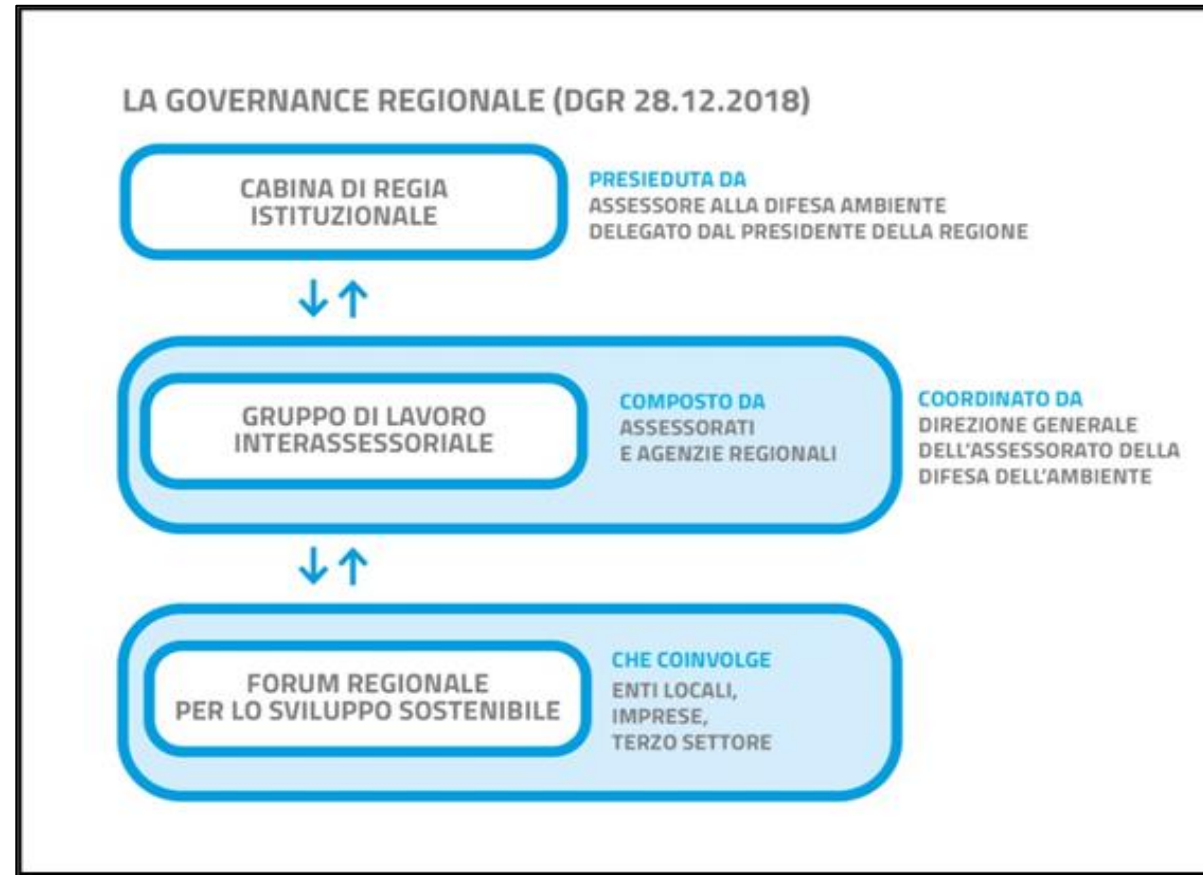 LA GOVERNANCE REGIONALE (DGR 28.12.2018)
CABINA DI REGIA
ISTITUZIONALE
PRESIEDUTA DA
ASSESSORE ALLA DIFESA AMBIENTE
DELEGATO DAL PRESIDENTE DELLA REGIONE
GRUPPO DI LAVORO
INTERASSESSORIALE
COMPOSTO DA
ASSESSORATI
E AGENZIE REGIONALI
COORDINATO DA
DIREZIONE GENERALE
DELL'ASSESSORATO DELLA
DIFESA DELL'AMBIENTE
FORUM REGIONALE
PER LO SVILUPPO SOSTENIBILE
CHE COINVOLGE
ENTI LOCALI,
IMPRESE,
TERZO SETTORE